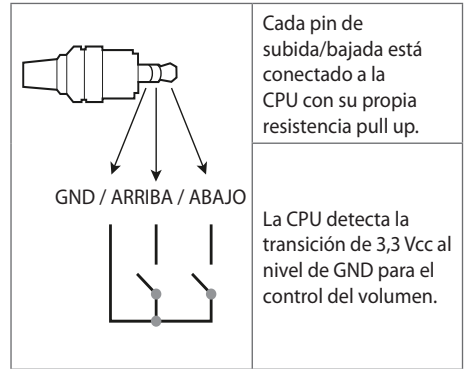 Cada pin de
subida/bajada está
conectado a la
CPU con su propia
resistencia pull up.
GND / ARRIBA / ABAJO
La CPU detecta la
transición de 3,3 Vcc al
nivel de GND para el
control del volumen.